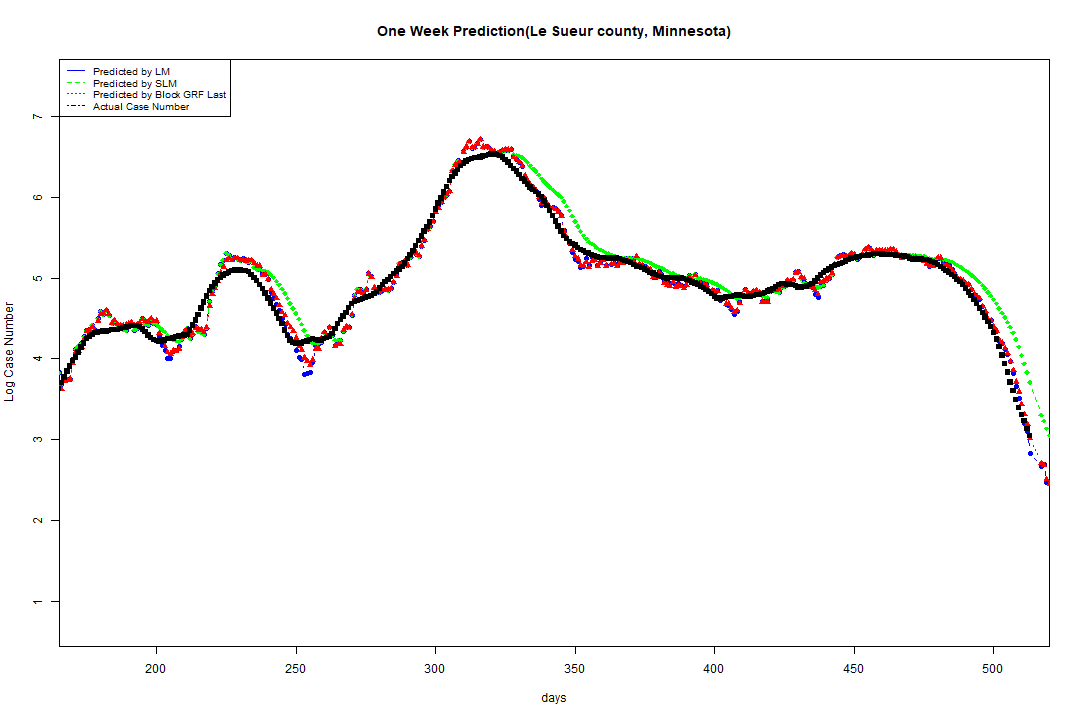 One Week Prediction(Le Sueur county, Minnesota)
Predicted by LM
Predicted by SLM
Predicted by Block GRF Last
Actual Case Number
7
6
5
4
3
2
1
Log Case Number
200 250 300 350 400 450 500
days